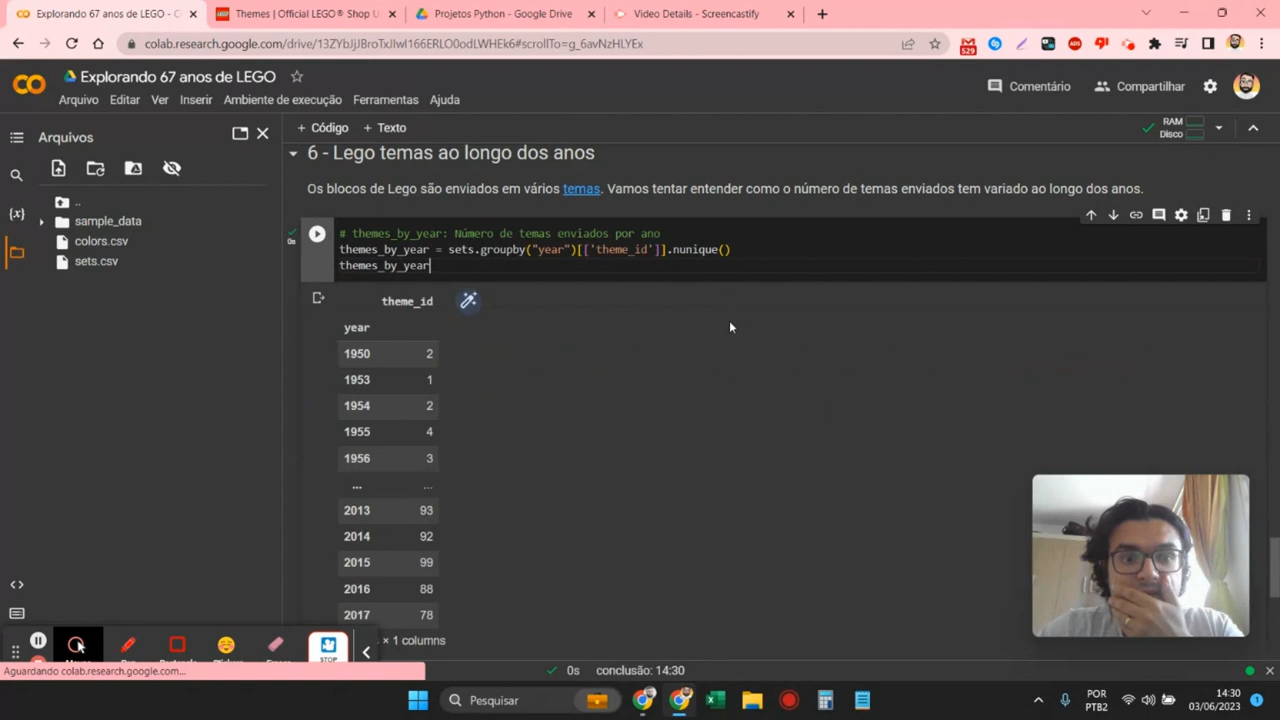 Explorando 67 anos de LEGO - C
Themes | Official LEGO® Shop U
Projetos Python - Google Drive
Video Details - Screencastify
colab.research.google.com/drive/13ZYbJjJBroTxJIwI166ERLO0odLWHEk6#scrollTo=g_6avNzHLYEx
529
ADS
CO
Explorando 67 anos de LEGO
Arquivo Editar Ver Inserir Ambiente de execução Ferramentas Ajuda
Comentário
Compartilhar
Arquivos
+ Código + Texto
RAM
Disco
..
sample_data
colors.csv
sets.csv
{x}
6 - Lego temas ao longo dos anos
Os blocos de Lego são enviados em vários temas. Vamos tentar entender como o número de temas enviados tem variado ao longo dos anos.
0s
# themes_by_year: Número de temas enviados por ano
themes_by_year = sets.groupby("year")[['theme_id']].nunique()
themes_by_year
theme_id
year
1950 2
1953 1
1954 2
1955 4
1956 3
... ...
2013 93
2014 92
2015 99
2016 88
2017 78
× 1 columns
STOP
Aguardando colab.research.google.com...
0s conclusão: 14:30
Pesquisar
POR
PTB2
14:30
03/06/2023